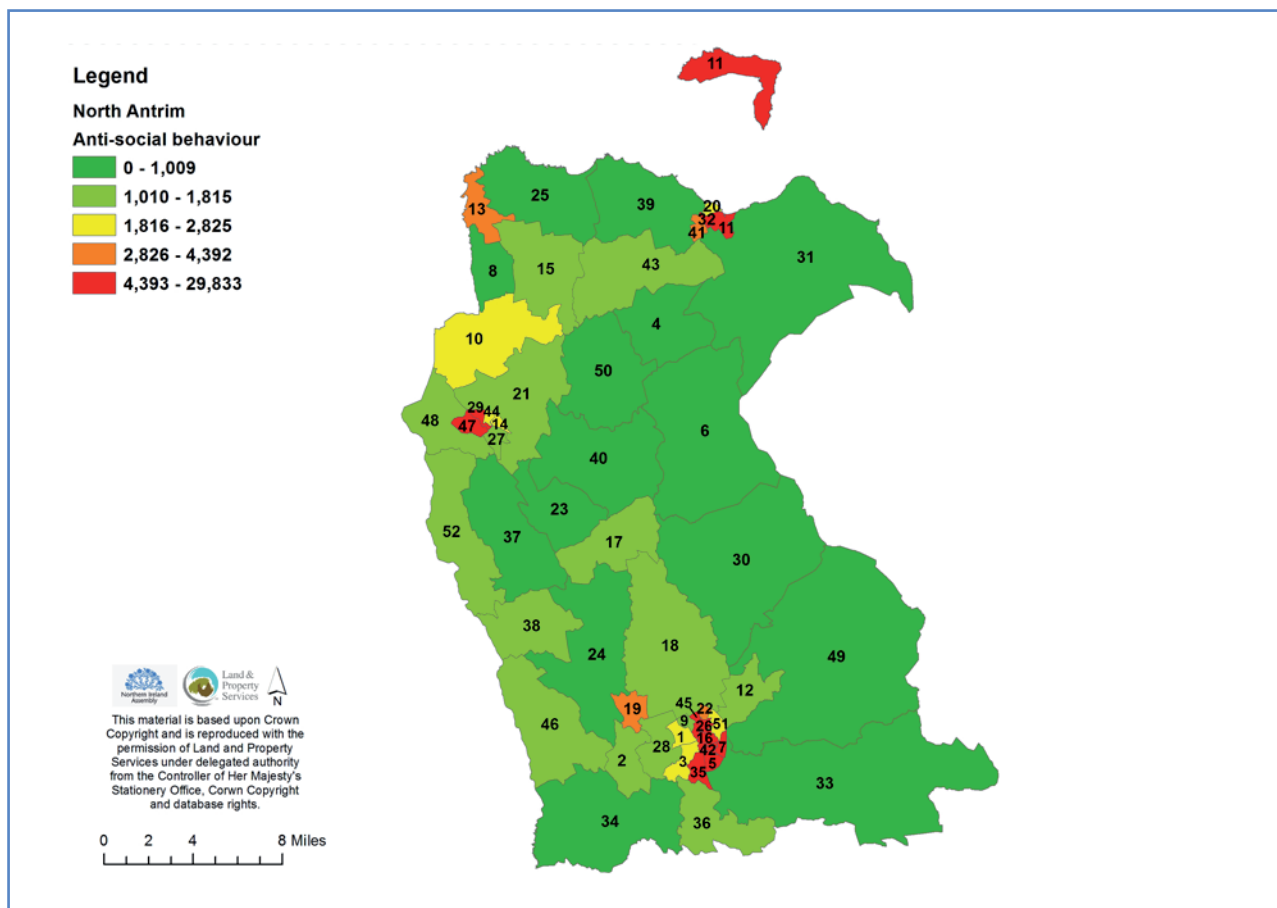 Legend
North Antrim
Anti-social behaviour
0 - 1,009
1,010 - 1,815
1,816 - 2,825
2,826 - 4,392
4,393 - 29,833
11
25
39
20
13
32
41
11
31
8
15
43
4
10
50
21
29
44
48
47
14
27
6
40
23
52
37
17
30
38
18
24
49
12
19
45
22
9
26
51
46
1
16
28
42
7
2
3
5
35
33
34
36
Northern Ireland
Assembly
Land &
Property
Services
N
This material is based upon Crown
Copyright and is reproduced with the
permission of Land and Property
Services under delegated authority
from the Controller of Her Majesty's
Stationery Office, Corwn Copyright
and database rights.
0 2 4 8 Miles